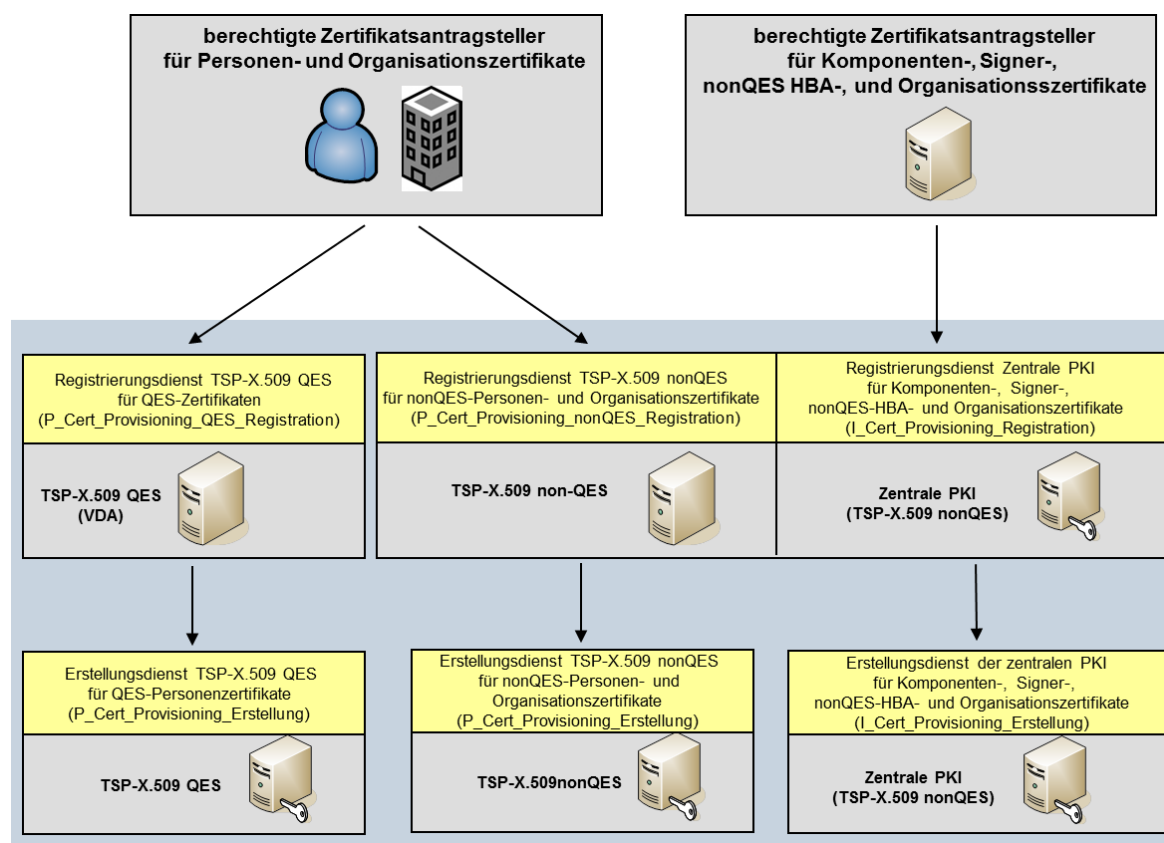 berechtigte Zertifikatsantragsteller
für Personen- und Organisationszertifikate
berechtigte Zertifikatsantragsteller
für Komponenten-, Signer-,
nonQES HBA-, und Organisationsszertifikate
Registrierungsdienst TSP-X.509 QES
für QES-Zertifikaten
(P_Cert_Provisioning_QES_Registration)
TSP-X.509 QES
(VDA)
Registrierungsdienst TSP-X.509 nonQES
für nonQES-Personen- und Organisationszertifikate
(P_Cert_Provisioning_nonQES_Registration)
TSP-X.509 non-QES
Registrierungsdienst Zentrale PKI
für Komponenten-, Signer-,
nonQES-HBA- und Organisationszertifikate
(I_Cert_Provisioning_Registration)
Zentrale PKI
(TSP-X.509 nonQES)
Erstellungsdienst TSP-X.509 QES
für QES-Personenzertifikate
(P_Cert_Provisioning_Erstellung)
TSP-X.509 QES
Erstellungsdienst TSP-X.509 nonQES
für nonQES-Personen- und
Organisationszertifikate
(P_Cert_Provisioning_Erstellung)
TSP-X.509nonQES
Erstellungsdienst der zentralen PKI
für Komponenten-, Signer-,
nonQES-HBA- und Organisationszertifikate
(I_Cert_Provisioning_Erstellung)
Zentrale PKI
(TSP-X.509 nonQES)